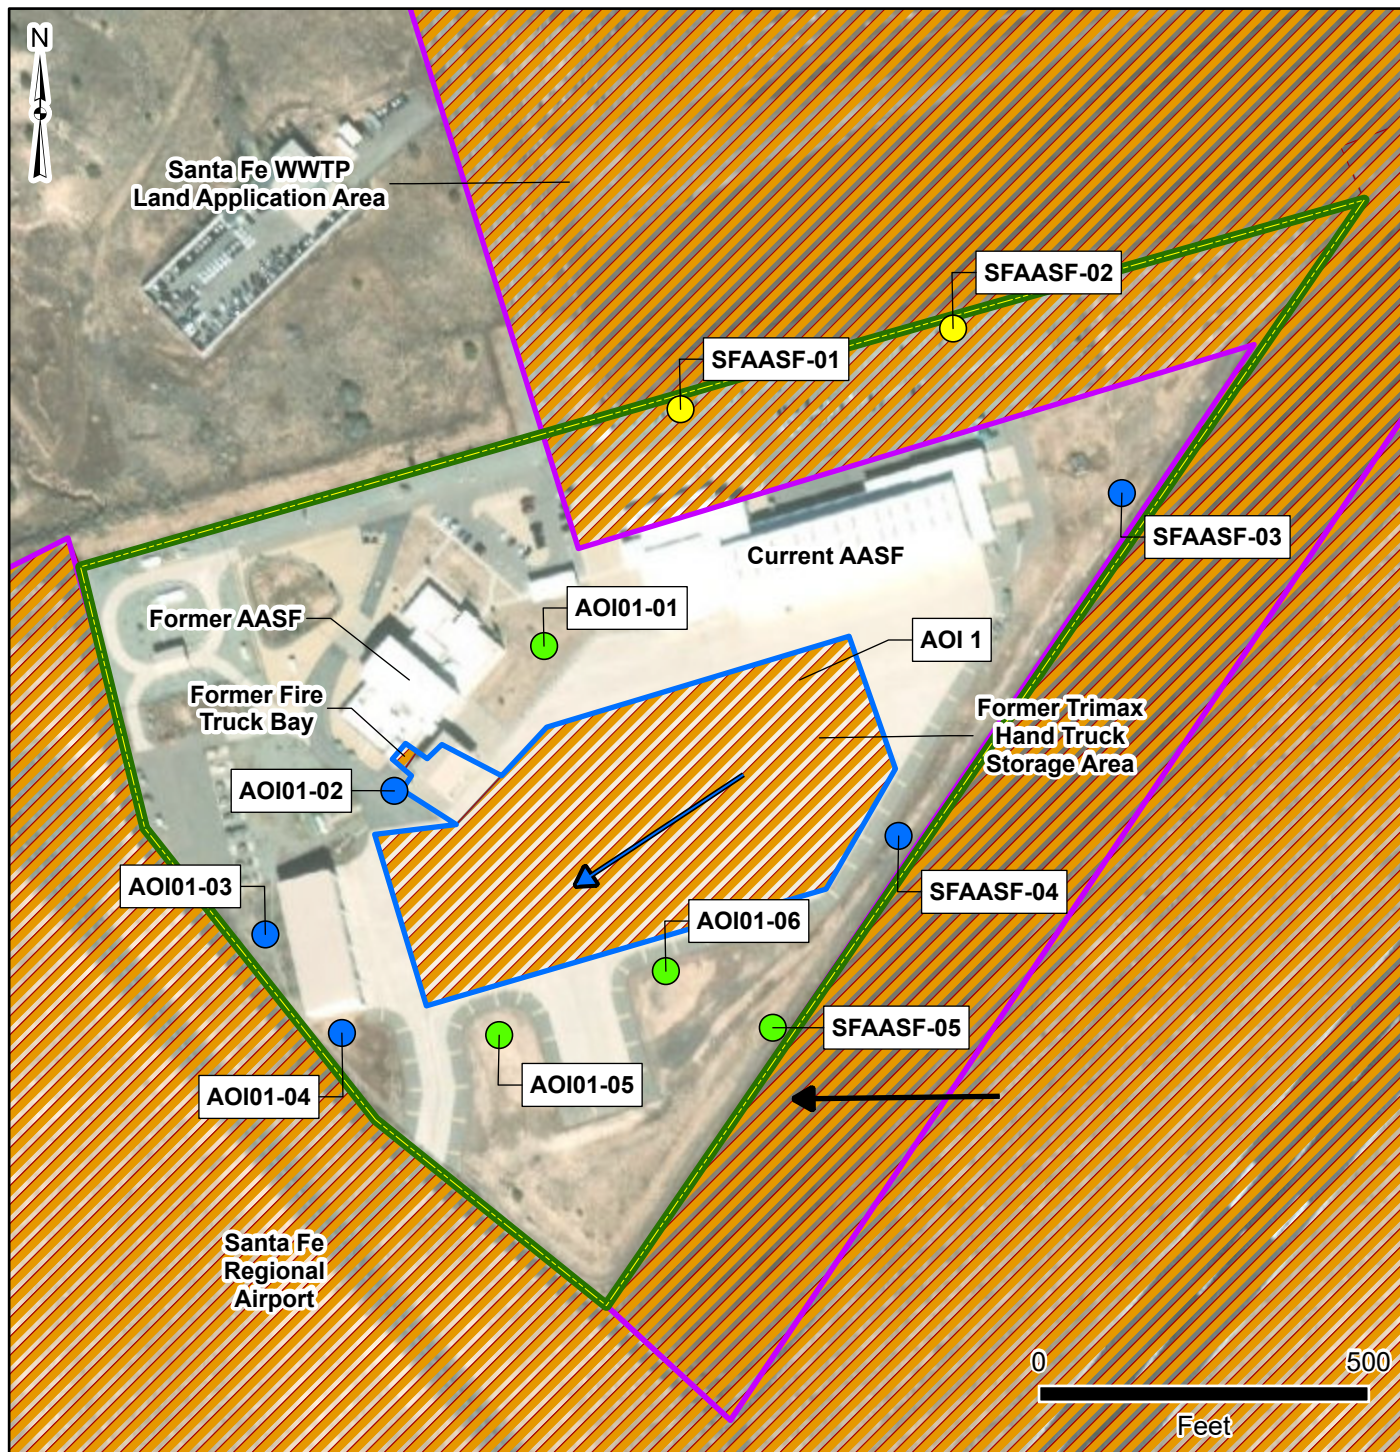 N
Santa Fe WWTP
Land Application Area
SFAASF-02
SFAASF-01
SFAASF-03
Current AASF
AOI01-01
Former AASF
AOI 1
Former Fire
Truck Bay
Former Trimax
Hand Truck
Storage Area
AOI01-02
AOI01-03
SFAASF-04
AOI01-06
SFAASF-05
AOI01-05
AOI01-04
Santa Fe
Regional
Airport
0 500
Feet